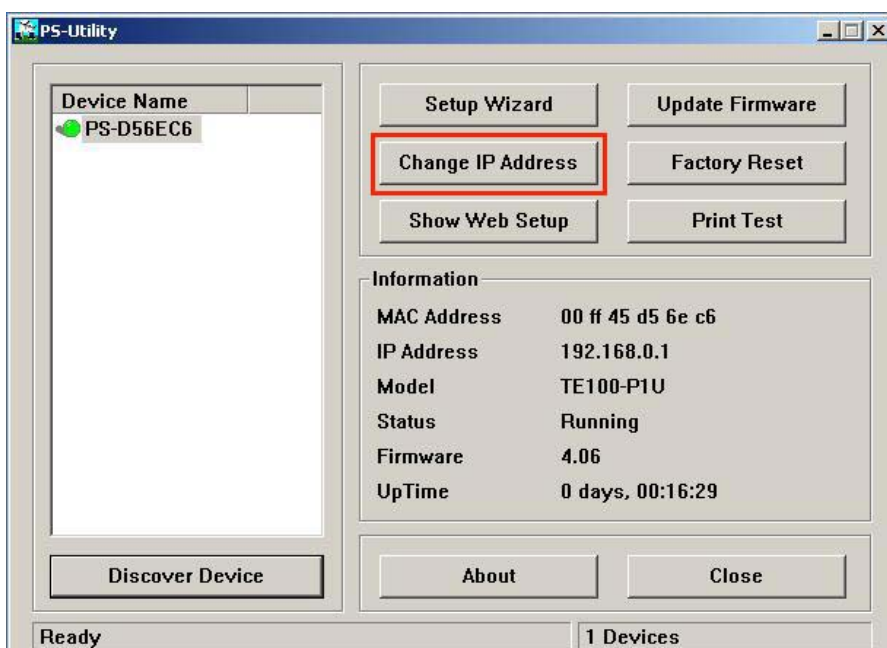 PS-Utility
Device Name
PS-D56EC6
Discover Device
Setup Wizard
Update Firmware
Change IP Address
Factory Reset
Show Web Setup
Print Test
Information
MAC Address 00 ff 45 d5 6e c6
IP Address 192.168.0.1
Model TE100-P1U
Status Running
Firmware 4.06
UpTime 0 days, 00:16:29
About
Close
Ready
1 Devices